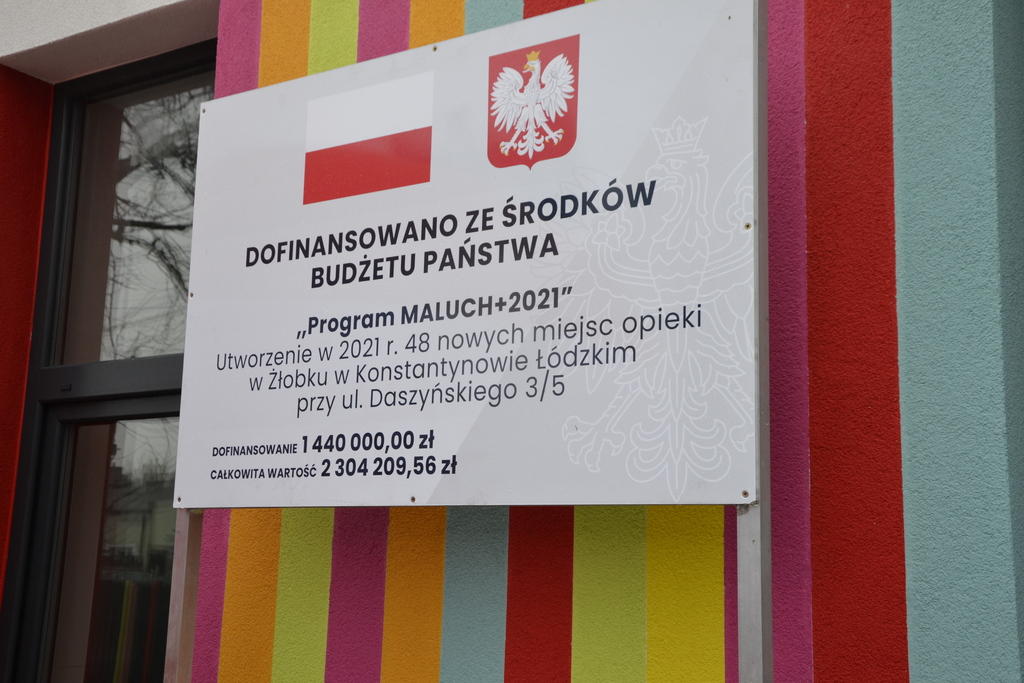 DOFINANSOWANO ZE ŚRODKÓW
BUDŻETU PAŃSTWA
„Program MALUCH+2021”
Utworzenie w 2021 r. 48 nowych miejsc opieki
w Żłobku w Konstantynowie Łódzkim
przy ul. Daszyńskiego 3/5
DOFINANSOWANIE 1 440 000,00 zł
CAŁKOWITA WARTOŚĆ 2 304 209,56 zł